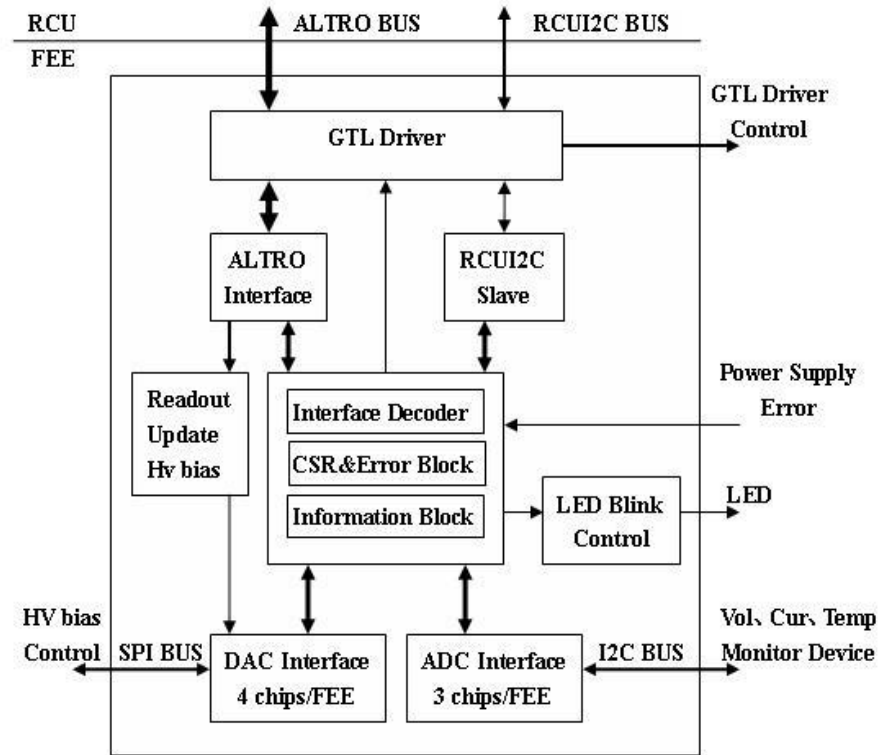 RCU
ALTRO BUS
RCUI2C BUS
FEE
GTL Driver
Control
GTL Driver
ALTRO
Interface
RCUI2C
Slave
Readout
Update
Hv bias
Interface Decoder
CSR&Error Block
Information Block
Power Supply
Error
LED Blink
Control
LED
HV bias
Control
SPI BUS
DAC Interface
4 chips/FEE
ADC Interface
3 chips/FEE
I2C BUS
Vol、Cur、Temp
Monitor Device